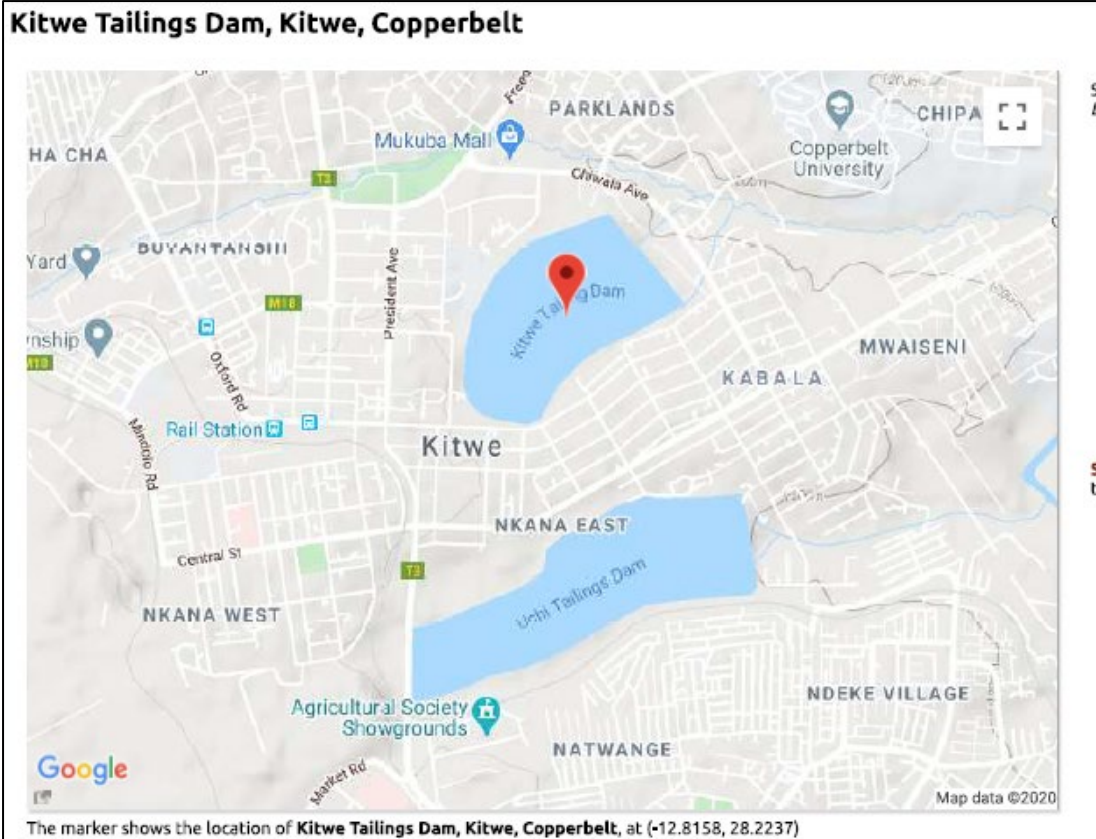 Kitwe Tailings Dam, Kitwe, Copperbelt
PARKLANDS
CHIPA
Mukuba Mall
Copperbelt
University
HA CHA
T3
Chiwala Ave
BUYANTANSHI
Yard
President Ave
Kitwe Tailing Dam
M18
nship
M18
Oxford Rd
MWAISENI
KABALA
Rail Station
Mindolo Rd
Kitwe
NKANA EAST
Central St
T3
Uchi Tailings Dam
NKANA WEST
Agricultural Society
Showgrounds
NDEKE VILLAGE
NATWANGE
Market Rd
Google
Map data ©2020
The marker shows the location of Kitwe Tailings Dam, Kitwe, Copperbelt, at (-12.8158, 28.2237)